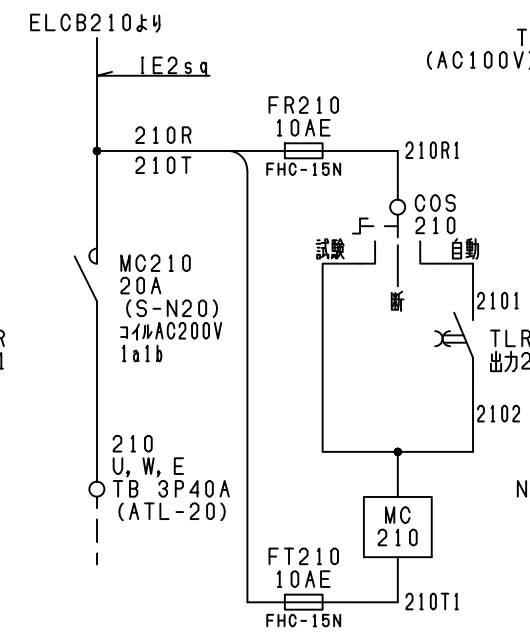 ELCB210より
T
(AC100V)
IE2sq
FR210
10AE
FHC-15N
210R
210T
210R1
COS
210
試験
自動
断
MC210
20A
(S-N20)
コイルAC200V
1a1b
R
1
2101
TLR
出力2
2102
210
U, W, E
TB 3P40A
(ATL-20)
N
MC
210
FT210
10AE
FHC-15N
210T1